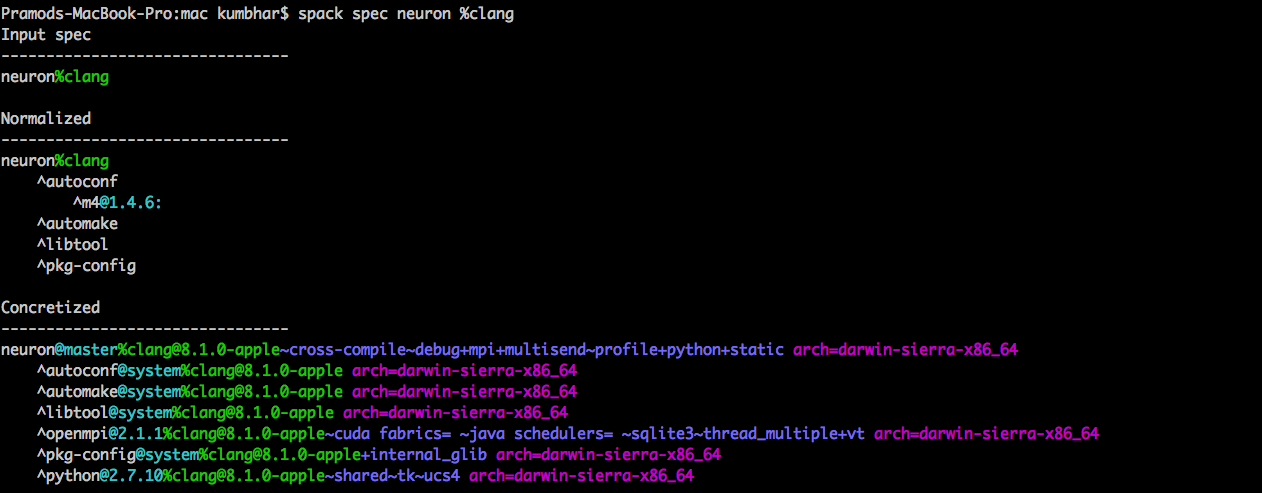 Pramods-MacBook-Pro:mac kumbhar$ spack spec neuron %clang
Input spec
--------------------------------
neuron%clang

Normalized
--------------------------------
neuron%clang
    ^autoconf
        ^m4@1.4.6:
    ^automake
    ^libtool
    ^pkg-config

Concretized
--------------------------------
neuron@master%clang@8.1.0-apple~cross-compile~debug+mpi+multisend~profile+python+static arch=darwin-sierra-x86_64
    ^autoconf@system%clang@8.1.0-apple arch=darwin-sierra-x86_64
    ^automake@system%clang@8.1.0-apple arch=darwin-sierra-x86_64
    ^libtool@system%clang@8.1.0-apple arch=darwin-sierra-x86_64
    ^openmpi@2.1.1%clang@8.1.0-apple~cuda fabrics= ~java schedulers= ~sqlite3~thread_multiple+vt arch=darwin-sierra-x86_64
    ^pkg-config@system%clang@8.1.0-apple+internal_glib arch=darwin-sierra-x86_64
    ^python@2.7.10%clang@8.1.0-apple~shared~tk~ucs4 arch=darwin-sierra-x86_64